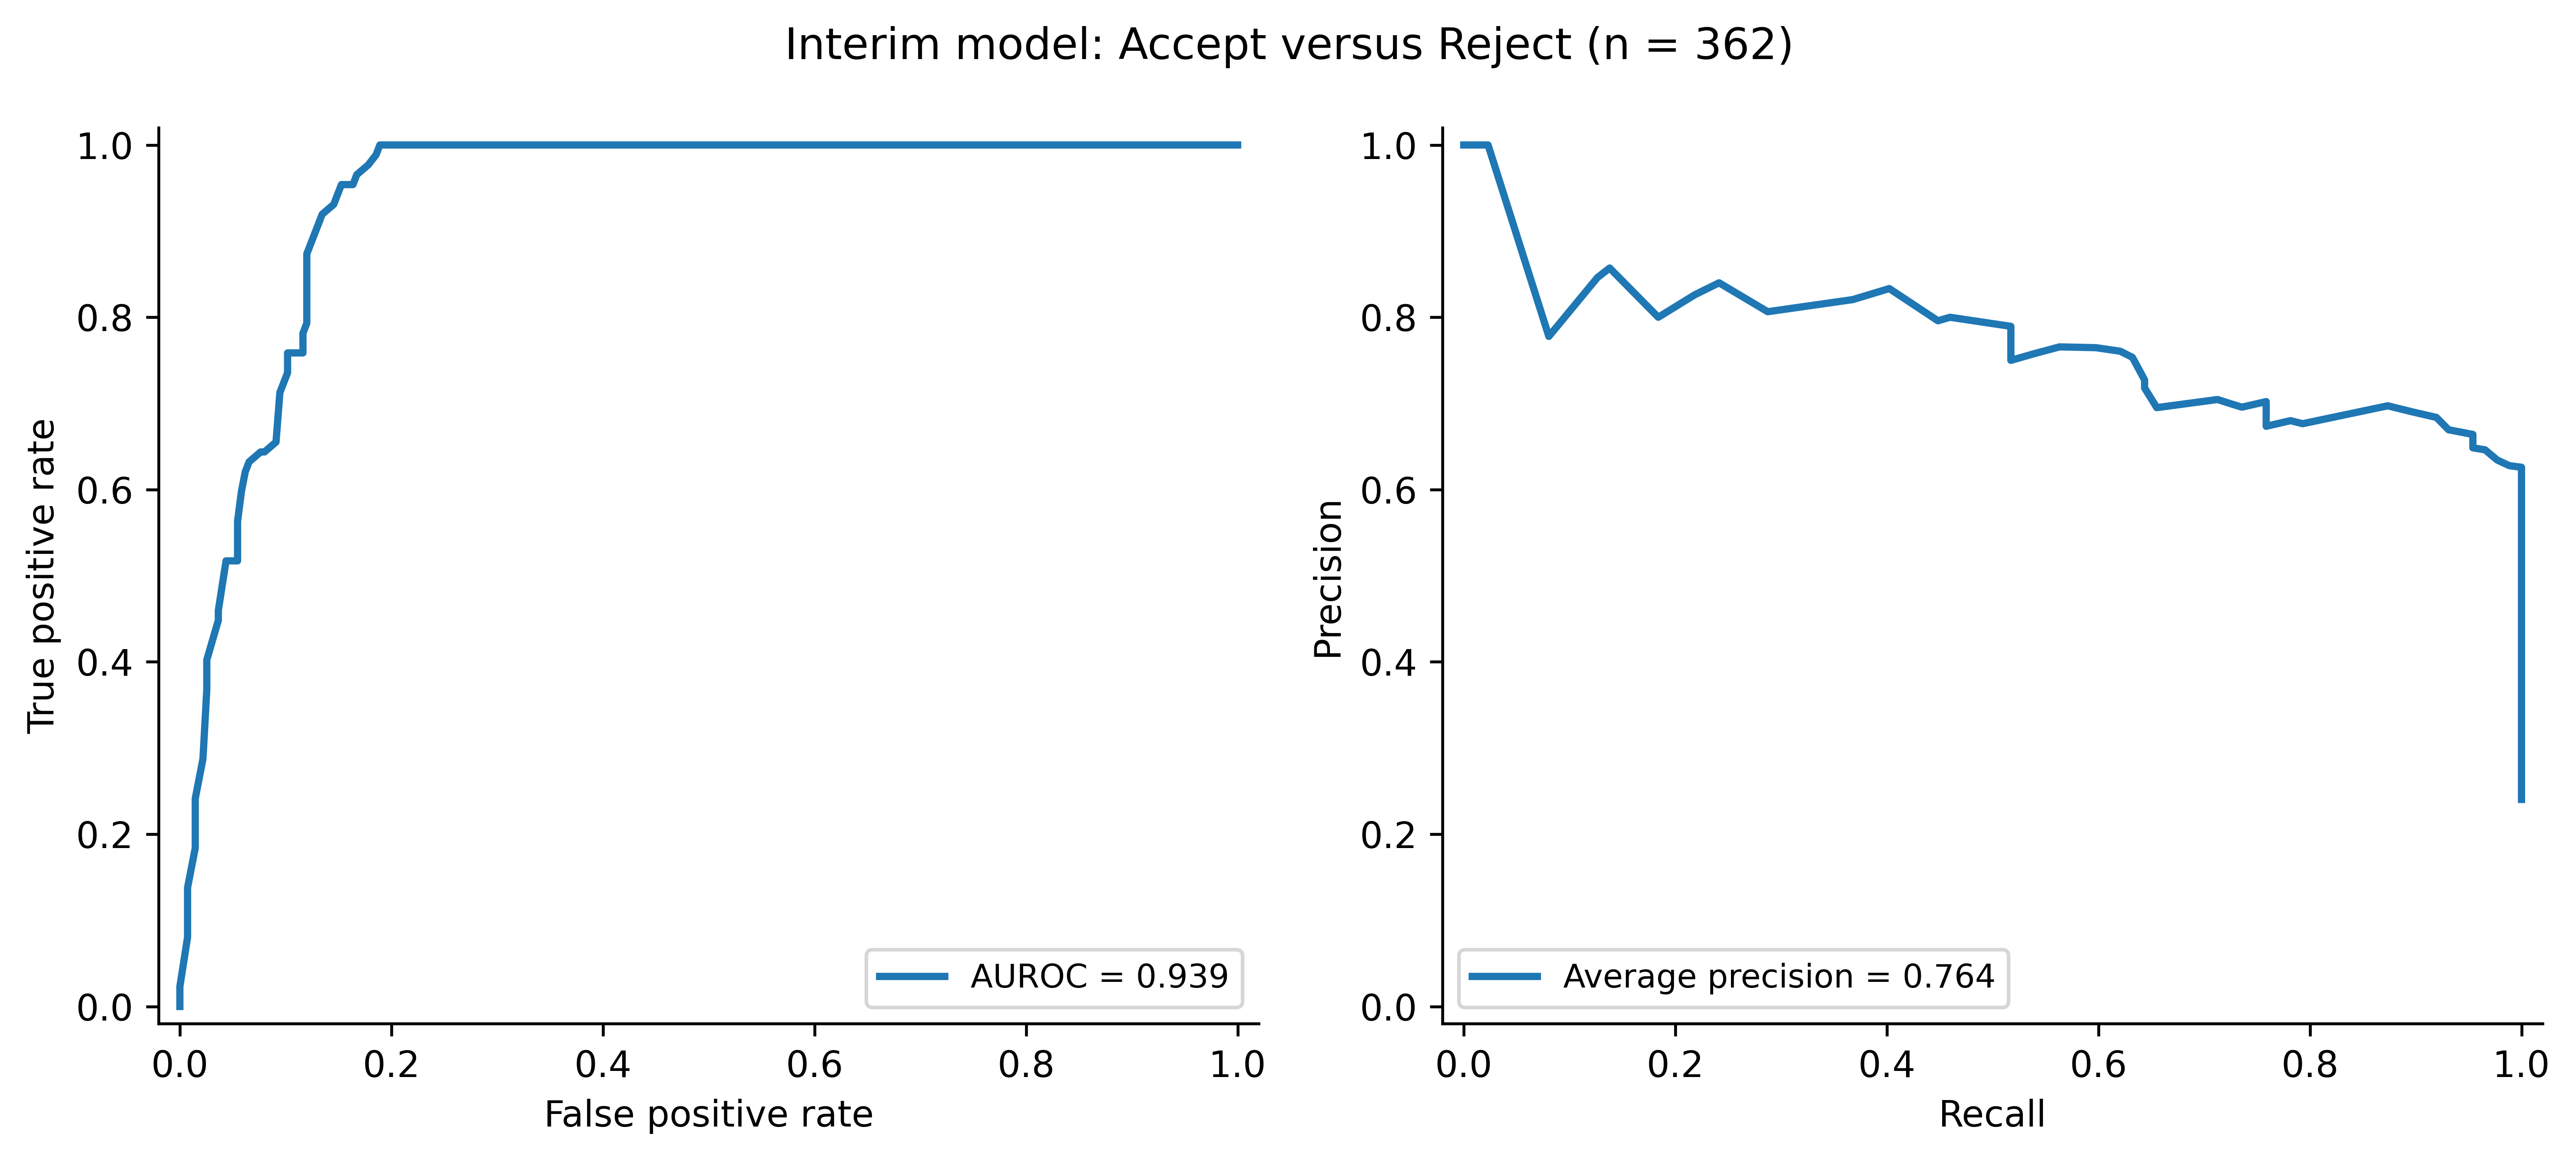 Interim model: Accept versus Reject (n = 362)
True positive rate
1.0
0.8
0.6
0.4
0.2
0.0
AUROC = 0.939
0.0 0.2 0.4 0.6 0.8 1.0
False positive rate
Precision
1.0
0.8
0.6
0.4
0.2
0.0
Average precision = 0.764
0.0 0.2 0.4 0.6 0.8 1.0
Recall